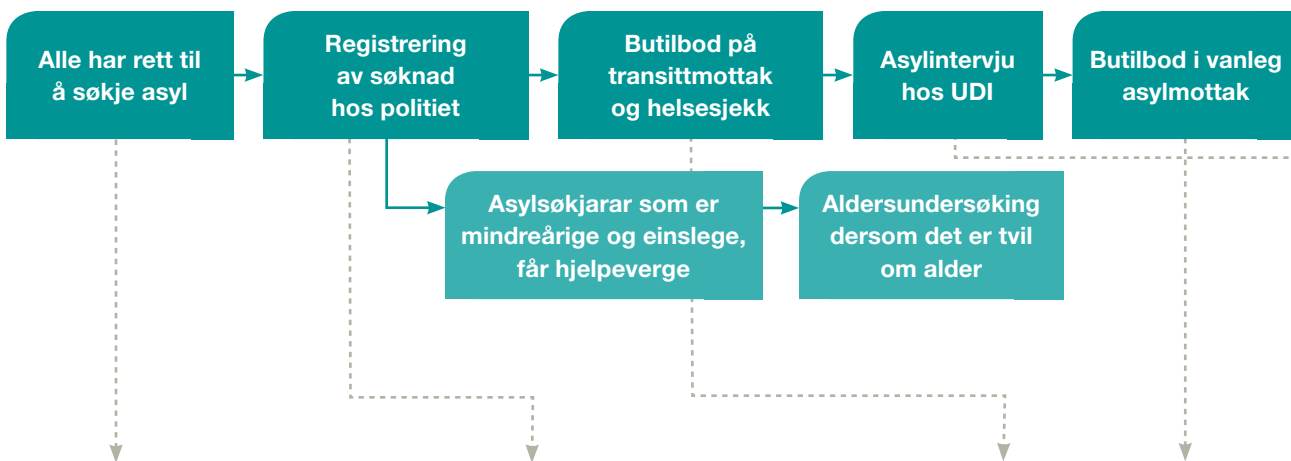 Alle har rett til
å søkje asyl
Registrering
av søknad
hos politiet
Butilbod på
transittmottak
og helsesjekk
Asylintervju
hos UDI
Butilbod i vanleg
asylmottak
Asylsøkjarar som er
mindreårige og einslege,
får hjelpeverge
Aldersundersøking
dersom det er tvil
om alder